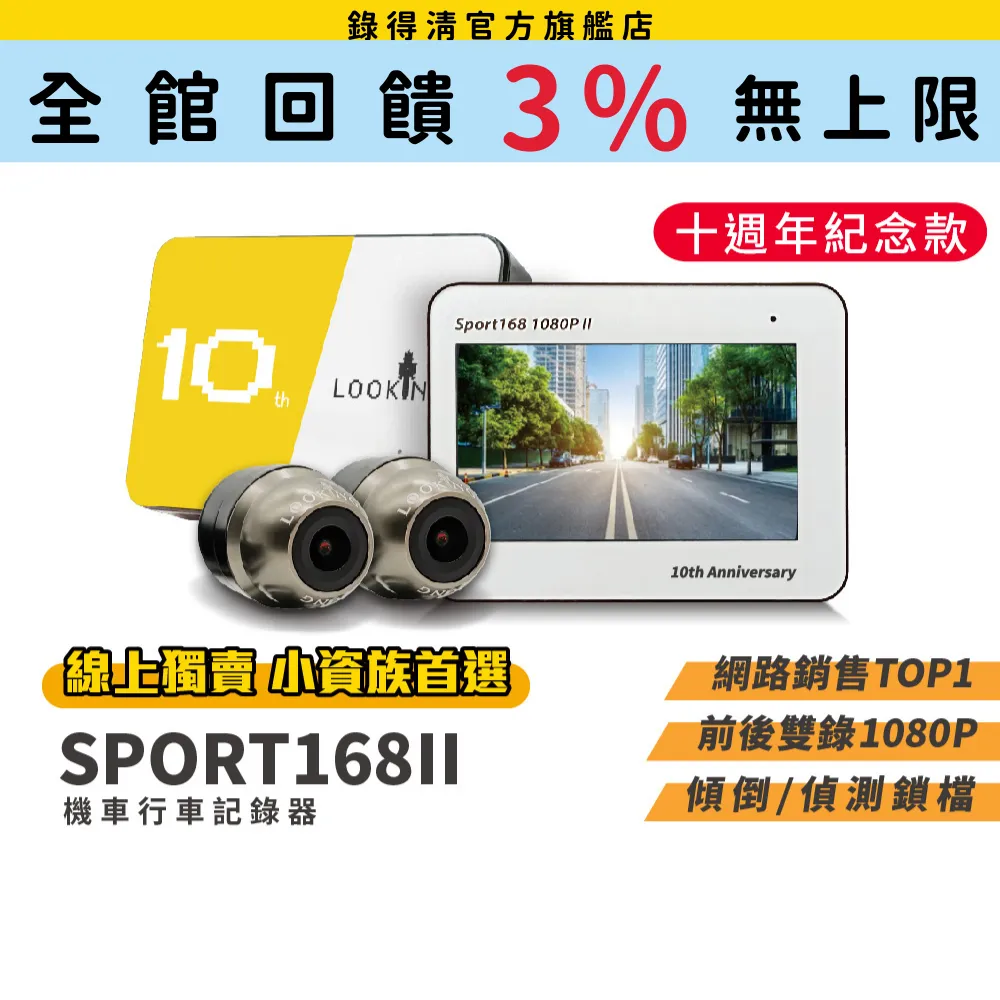 錄得清官方旗艦店
全館回饋3%無上限
十週年紀念款
10th
LOOKIN
Sport168 1080P II
10th Anniversary
線上獨賣 小資族首選
SPORT168II
機車行車記錄器
網路銷售TOP1
前後雙錄1080P
傾倒/偵測鎖檔